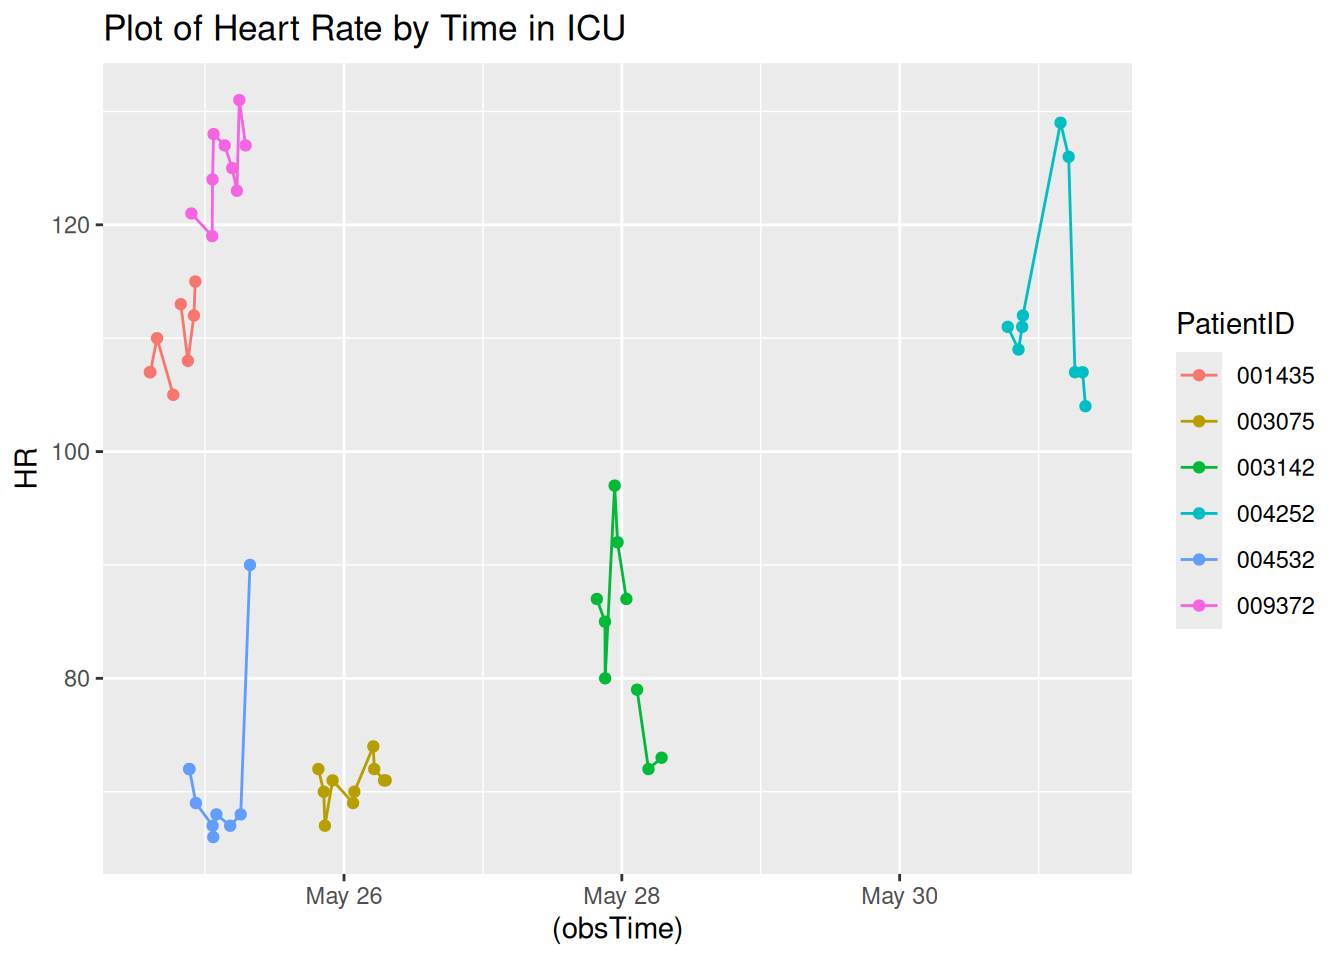 Plot of Heart Rate by Time in ICU
HR
120
100
80
May 26
May 28
May 30
(obsTime)
PatientID
001435
003075
003142
004252
004532
009372